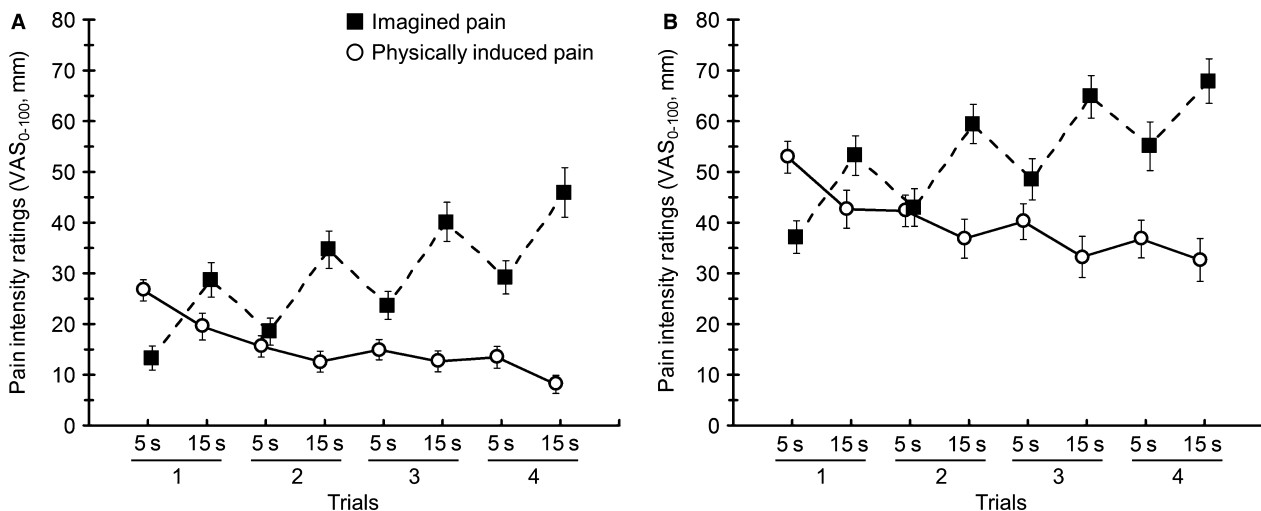 A
Pain intensity ratings (VAS0-100, mm)
80
70
60
50
40
30
20
10
0
Imagined pain
Physically induced pain
5 s 15 s 5 s 15 s 5 s 15 s 5 s 15 s
1 2 3 4
Trials
B
Pain intensity ratings (VAS0-100, mm)
80
70
60
50
40
30
20
10
0
5 s 15 s 5 s 15 s 5 s 15 s 5 s 15 s
1 2 3 4
Trials